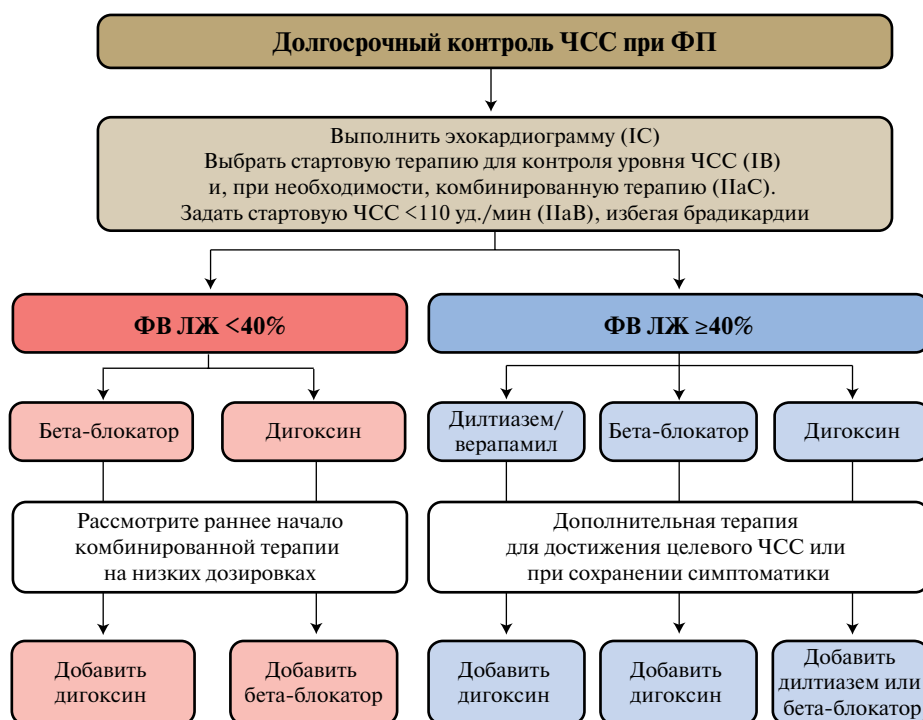 Долгосрочный контроль ЧСС при ФП
Выполнить эхокардиограмму (IC)
Выбрать стартовую терапию для контроля уровня ЧСС (IB)
и, при необходимости, комбинированную терапию (IIaC).
Задать стартовую ЧСС <110 уд./мин (IIaB), избегая брадикардии
ФВ ЛЖ <40%
ФВ ЛЖ ≥40%
Бета-блокатор
Дигоксин
Дилтиазем/
верапамил
Бета-блокатор
Дигоксин
Рассмотрите раннее начало
комбинированной терапии
на низких дозировках
Дополнительная терапия
для достижения целевого ЧСС или
при сохранении симптоматики
Добавить
дигоксин
Добавить
бета-блокатор
Добавить
дигоксин
Добавить
дигоксин
Добавить
дилтиазем или
бета-блокатор